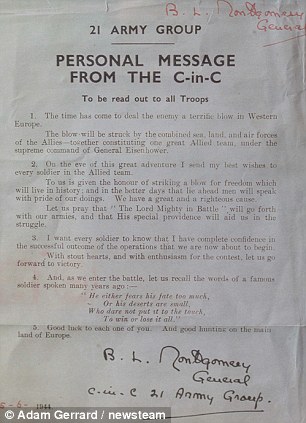 B. L. Montgomery
General
21 ARMY GROUP
PERSONAL MESSAGE
FROM THE C-in-C
To be read out to all Troops
1. The time has come to deal the enemy a terrific blow in Western
Europe.
The blow will be struck by the combined sea, land, and air forces
of the Allies—together constituting one great Allied team, under the
supreme command of General Eisenhower.
2. On the eve of this great adventure I send my best wishes to
every soldier in the Allied team.
To us is given the honour of striking a blow for freedom which
will live in history; and in the better days that lie ahead men will speak
with pride of our doings. We have a great and a righteous cause.
Let us pray that " The Lord Mighty in Battle " will go forth
with our armies, and that His special providence will aid us in the
struggle.
3. I want every soldier to know that I have complete confidence in
the successful outcome of the operations that we are now about to begin.
With stout hearts, and with enthusiasm for the contest, let us go
forward to victory.
4. And, as we enter the battle, let us recall the words of a famous
soldier spoken many years ago :—
" He either fears his fate too much,
Or his deserts are small,
Who dare not put it to the touch,
To win or lose it all."
5. Good luck to each one of you. And good hunting on the main
land of Europe.
B. L. Montgomery
General
C-in-C 21 Army Group.
5-6-1944
© Adam Gerrard / newsteam